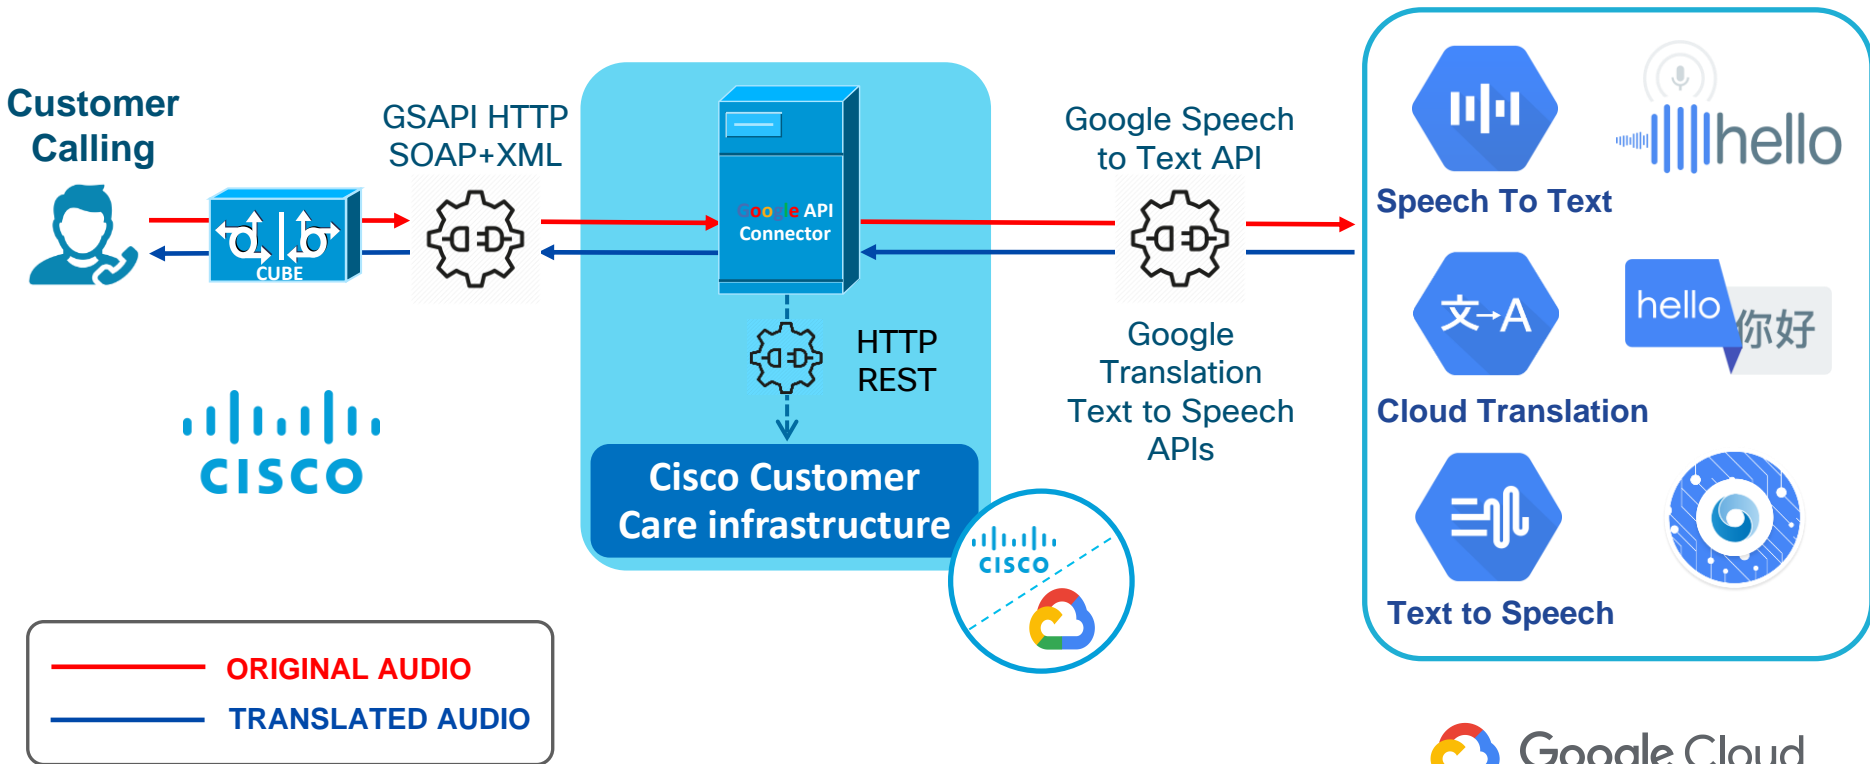 Customer
Calling
GSAPI HTTP
SOAP+XML
CUBE
Google API
Connector
HTTP
REST
Cisco Customer
Care infrastructure
CISCO
CISCO
Google Speech
to Text API
Google
Translation
Text to Speech
APIs
hello
Speech To Text
文→A
hello
你好
Cloud Translation
Text to Speech
ORIGINAL AUDIO
TRANSLATED AUDIO
Google Cloud